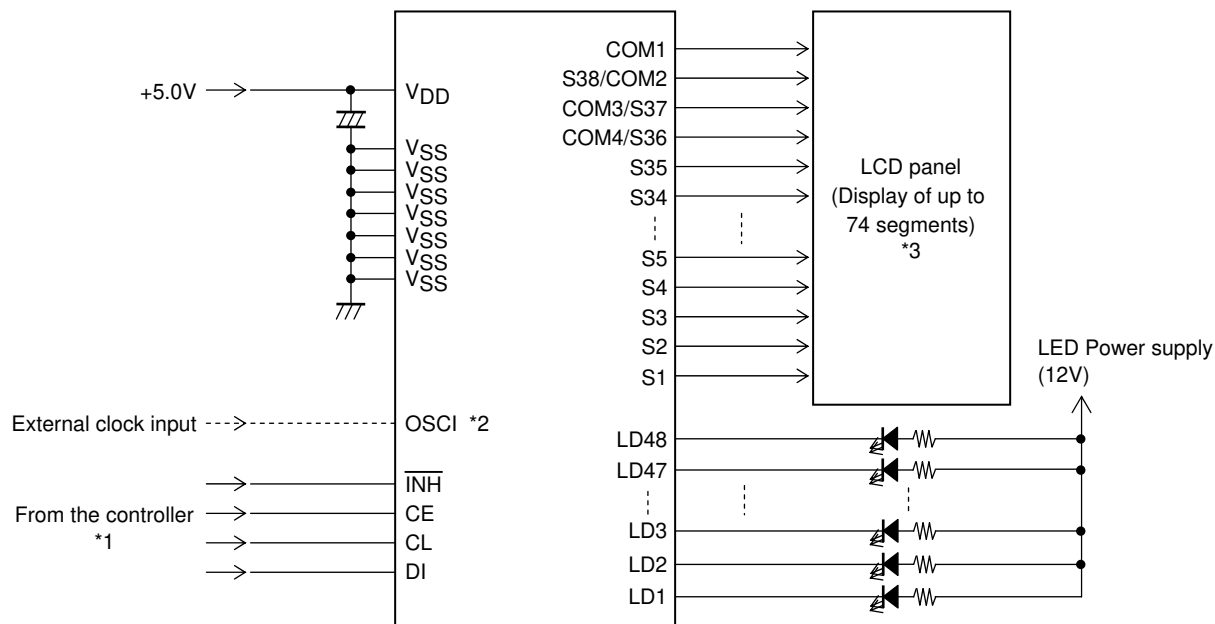 COM1
S38/COM2
+5.0V
VDD
COM3/S37
COM4/S36
VSS
VSS
VSS
VSS
VSS
VSS
VSS
S35
S34
LCD panel
(Display of up to
74 segments)
*3
S5
S4
S3
S2
S1
LED Power supply
(12V)
External clock input
OSCI *2
LD48
LD47
INH
From the controller
*1
CE
CL
DI
LD3
LD2
LD1